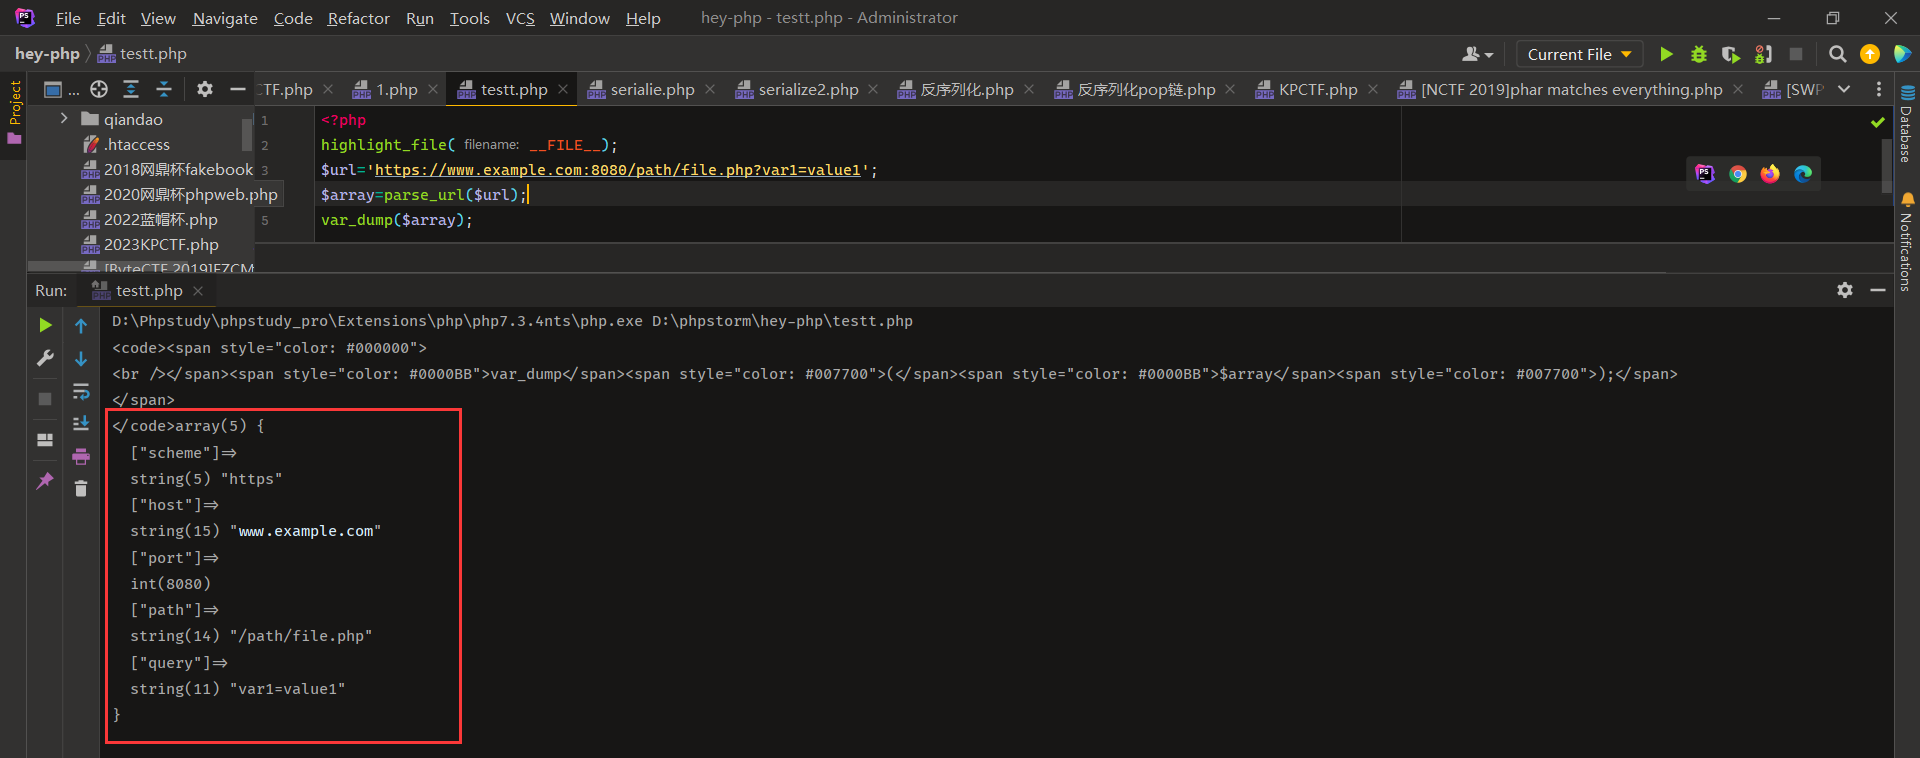 File Edit View Navigate Code Refactor Run Tools VCS Window Help hey-php - testt.php - Administrator
hey-php testt.php Current File
Project
... CTF.php 1.php testt.php serialie.php serialize2.php 反序列化.php 反序列化pop链.php KPCTF.php [NCTF 2019]phar matches everything.php [SWP
qiandao
.htaccess
2018网鼎杯fakebook
2020网鼎杯phpweb.php
2022蓝帽杯.php
2023KPCTF.php
[ByteCTF 2019]EZCM
1 <?php
2 highlight_file( filename: __FILE__);
3 $url='https://www.example.com:8080/path/file.php?var1=value1';
$array=parse_url($url);
5 var_dump($array);
Database
Notifications
Run: testt.php
D:\Phpstudy\phpstudy_pro\Extensions\php\php7.3.4nts\php.exe D:\phpstorm\hey-php\testt.php
<code><span style="color: #000000">
<br /></span><span style="color: #0000BB">var_dump</span><span style="color: #007700">(</span><span style="color: #0000BB">$array</span><span style="color: #007700">);</span>
</span>
</code>array(5) {
["scheme"]=>
string(5) "https"
["host"]=>
string(15) "www.example.com"
["port"]=>
int(8080)
["path"]=>
string(14) "/path/file.php"
["query"]=>
string(11) "var1=value1"
}